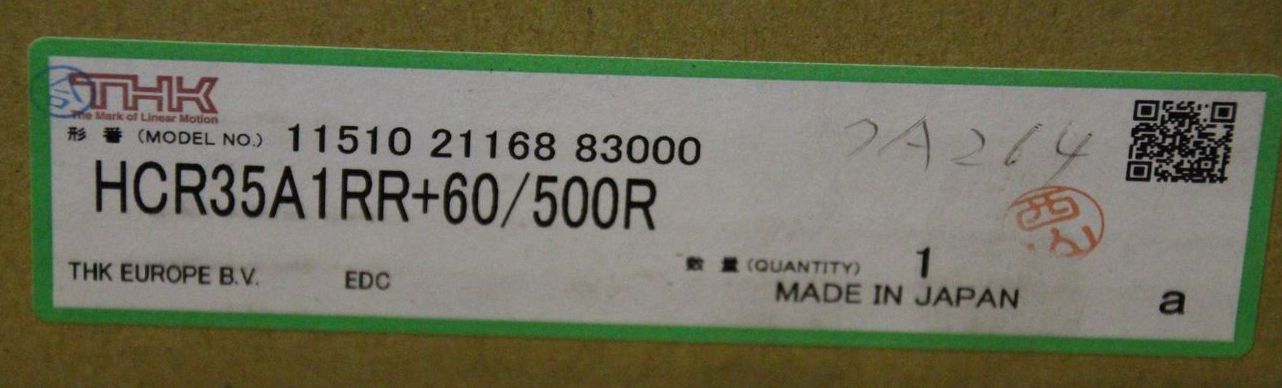 THK
The Mark of Linear Motion
形番 (MODEL NO.) 11510 21168 83000
HCR35A1RR+60/500R
THK EUROPE B.V. EDC
数量 (QUANTITY) 1
MADE IN JAPAN
a